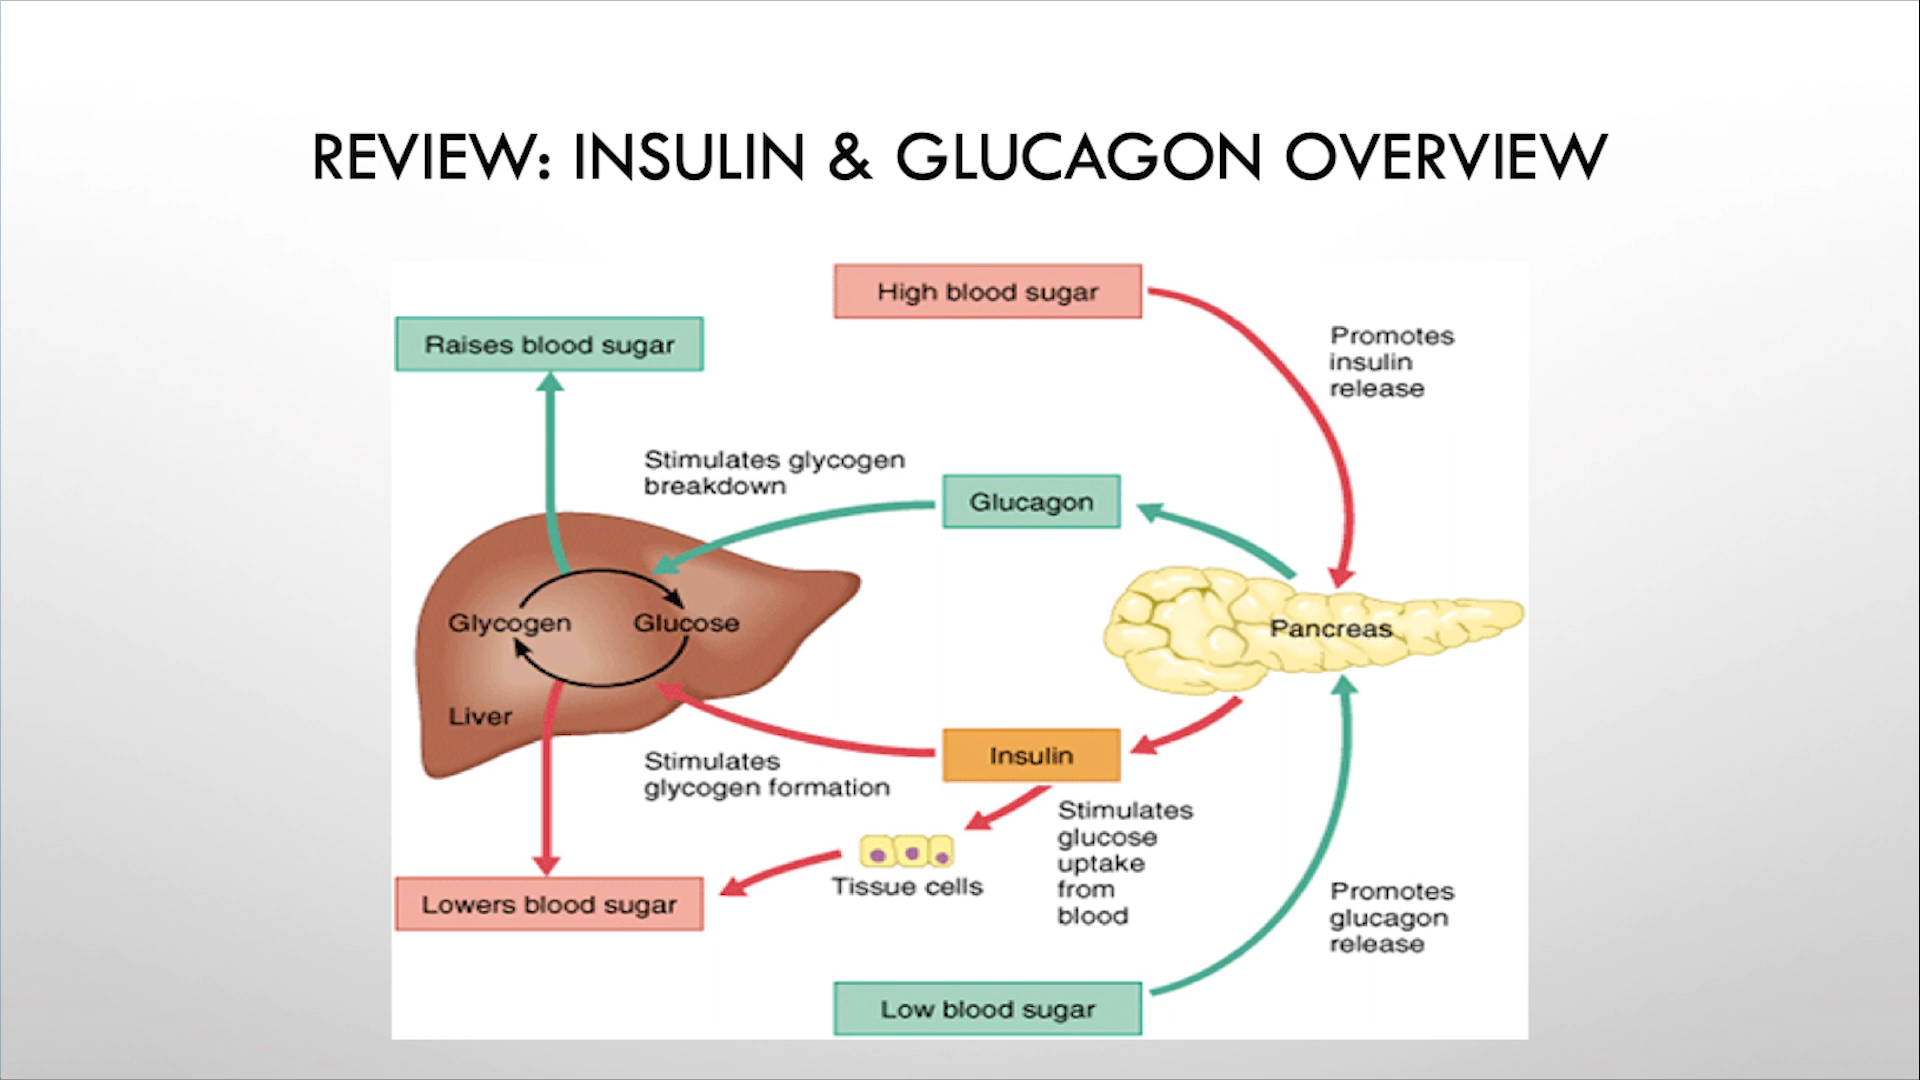 REVIEW: INSULIN & GLUCAGON OVERVIEW
High blood sugar
Raises blood sugar
Promotes
insulin
release
Stimulates glycogen
breakdown
Glucagon
Glycogen
Glucose
Pancreas
Liver
Insulin
Stimulates
glycogen formation
Stimulates
glucose
uptake
from
blood
Tissue cells
Lowers blood sugar
Promotes
glucagon
release
Low blood sugar